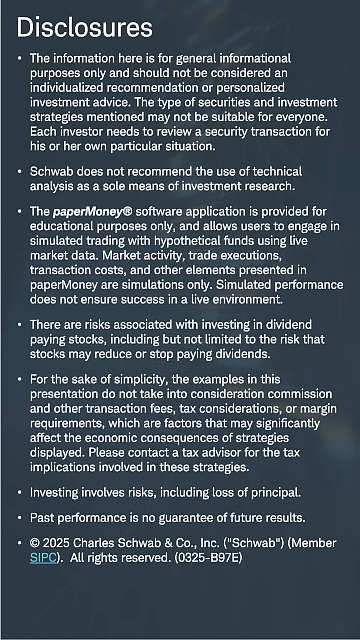 Disclosures
• The information here is for general informational
purposes only and should not be considered an
individualized recommendation or personalized
investment advice. The type of securities and investment
strategies mentioned may not be suitable for everyone.
Each investor needs to review a security transaction for
his or her own particular situation.
• Schwab does not recommend the use of technical
analysis as a sole means of investment research.
• The paperMoney® software application is provided for
educational purposes only, and allows users to engage in
simulated trading with hypothetical funds using live
market data. Market activity, trade executions,
transaction costs, and other elements presented in
paperMoney are simulations only. Simulated performance
does not ensure success in a live environment.
• There are risks associated with investing in dividend
paying stocks, including but not limited to the risk that
stocks may reduce or stop paying dividends.
• For the sake of simplicity, the examples in this
presentation do not take into consideration commission
and other transaction fees, tax considerations, or margin
requirements, which are factors that may significantly
affect the economic consequences of strategies
displayed. Please contact a tax advisor for the tax
implications involved in these strategies.
• Investing involves risks, including loss of principal.
• Past performance is no guarantee of future results.
• © 2025 Charles Schwab & Co., Inc. ("Schwab") (Member
SIPC). All rights reserved. (0325-B97E)